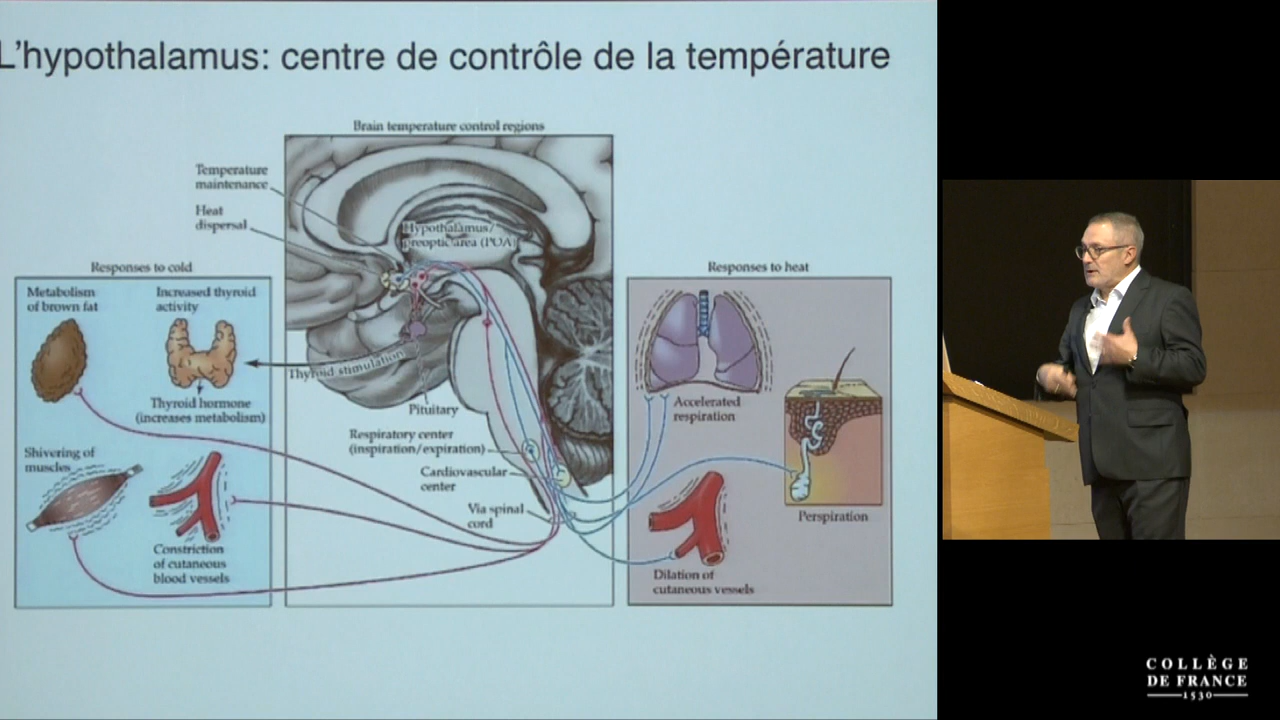 L'hypothalamus: centre de contrôle de la température
Brain temperature control regions
Temperature
maintenance
Heat
dispersal
Hypothalamus/
preoptic area (POA)
Responses to cold
Metabolism
of brown fat
Increased thyroid
activity
Thyroid hormone
(increases metabolism)
Shivering of
muscles
Constriction
of cutaneous
blood vessels
Thyroid stimulation
Pituitary
Respiratory center
(inspiration/expiration)
Cardiovascular
center
Via spinal
cord
Responses to heat
Accelerated
respiration
Perspiration
Dilation of
cutaneous vessels
COLLÈGE
DE FRANCE
1530